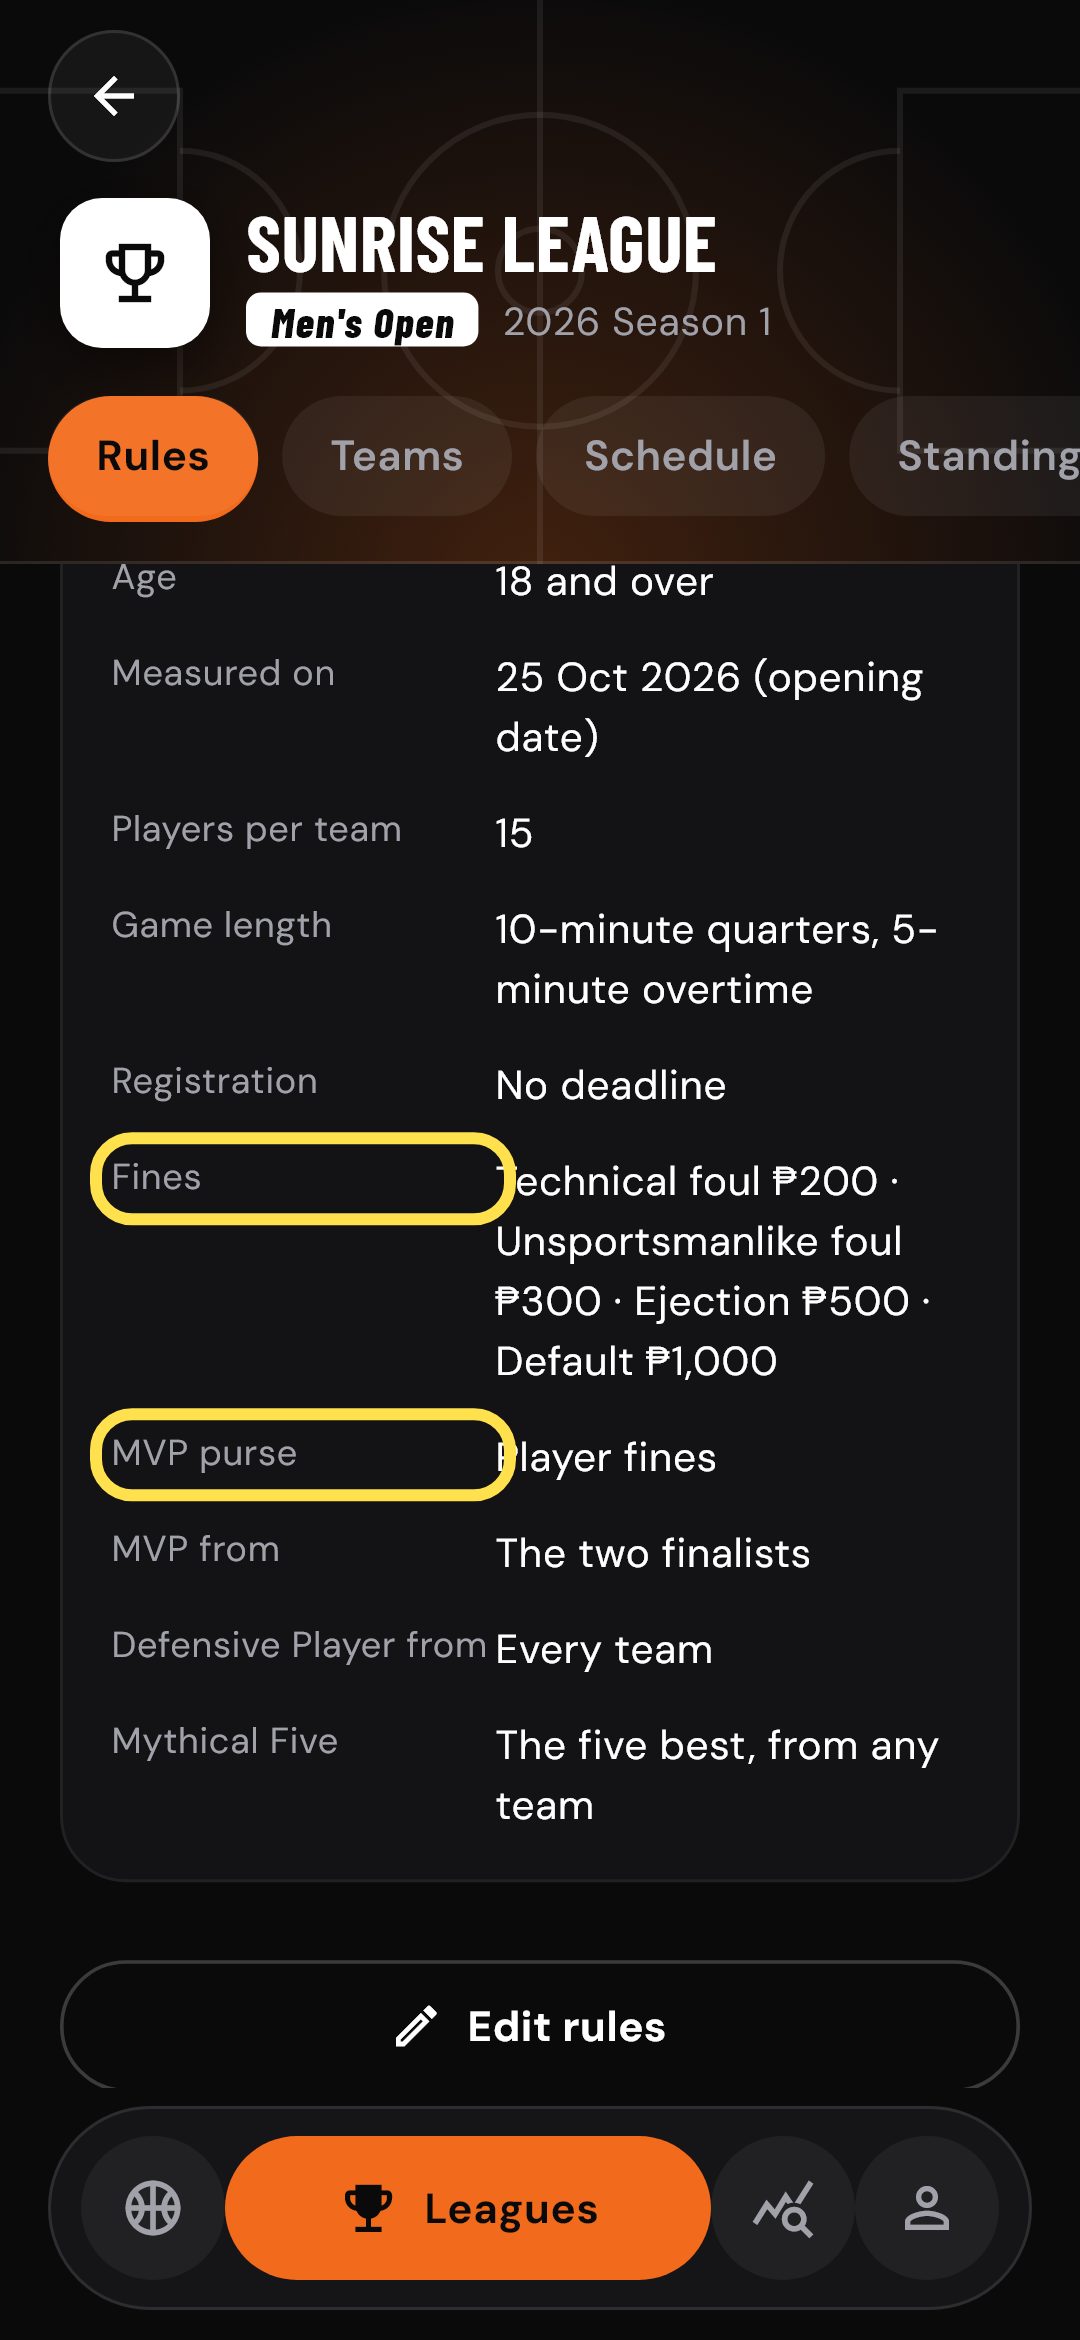 SUNRISE LEAGUE
Men's Open 2026 Season 1
Rules Teams Schedule Standing
Age 18 and over
Measured on 25 Oct 2026 (opening
date)
Players per team 15
Game length 10-minute quarters, 5-
minute overtime
Registration No deadline
Fines Technical foul ₱200 ·
Unsportsmanlike foul
₱300 · Ejection ₱500 ·
Default ₱1,000
MVP purse Player fines
MVP from The two finalists
Defensive Player from Every team
Mythical Five The five best, from any
team
Edit rules
Leagues